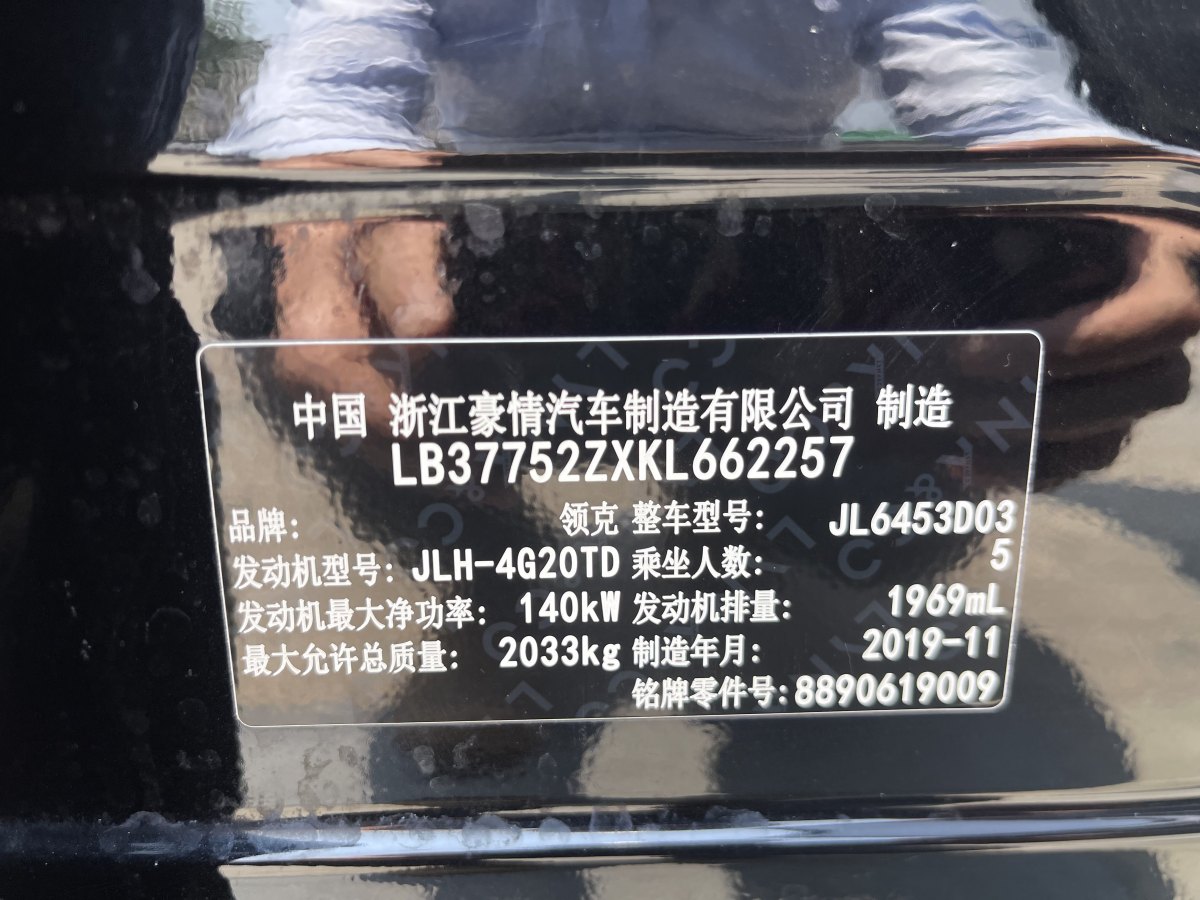 中国 浙江豪情汽车制造有限公司 制造
LB37752ZXKL662257
品牌: 领克 整车型号: JL6453D03
发动机型号: JLH-4G20TD 乘坐人数: 5
发动机最大净功率: 140kW 发动机排量: 1969mL
最大允许总质量: 2033kg 制造年月: 2019-11
铭牌零件号: 8890619009